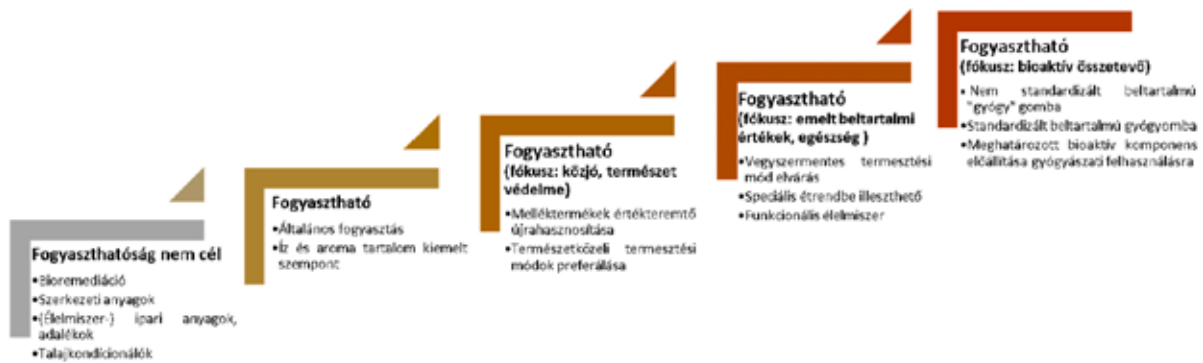 Fogyaszthatóság nem cél
•Bioremediáció
•Szerkezeti anyagok
•(Élelmiszer-) ipari anyagok,
adalékok
•Talajkondicionálók
Fogyasztható
•Általános fogyasztás
•Íz és aroma tartalom kiemelt
szempont
Fogyasztható
(fókusz: közjó, természet
védelme)
•Melléktermékek értékteremtő
újrahasznosítása
•Természetközeli termesztési
módok preferálása
Fogyasztható
(fókusz: emelt beltartalmi
értékek, egészség )
•Vegyszermentes termesztési
mód elvárás
•Speciális étrendbe illeszthető
•Funkcionális élelmiszer
Fogyasztható
(fókusz: bioaktív összetevő)
• Nem standardizált beltartalmú
"gyógy" gomba
•Standardizált beltartalmú gyógyomba
•Meghatározott bioaktív komponens
előállítása gyógyászati felhasználásra